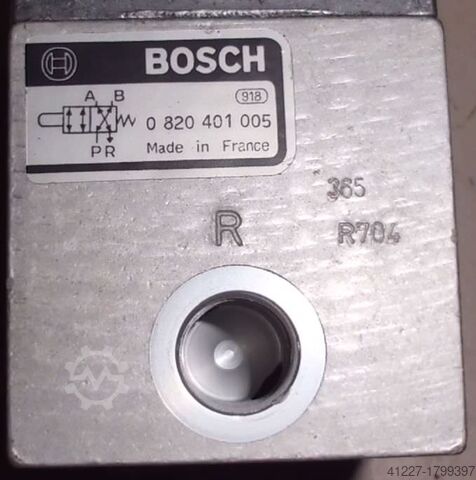 BOSCH
918
A B
0 820 401 005
P R
Made in France
365
R
R704
41227-1799397